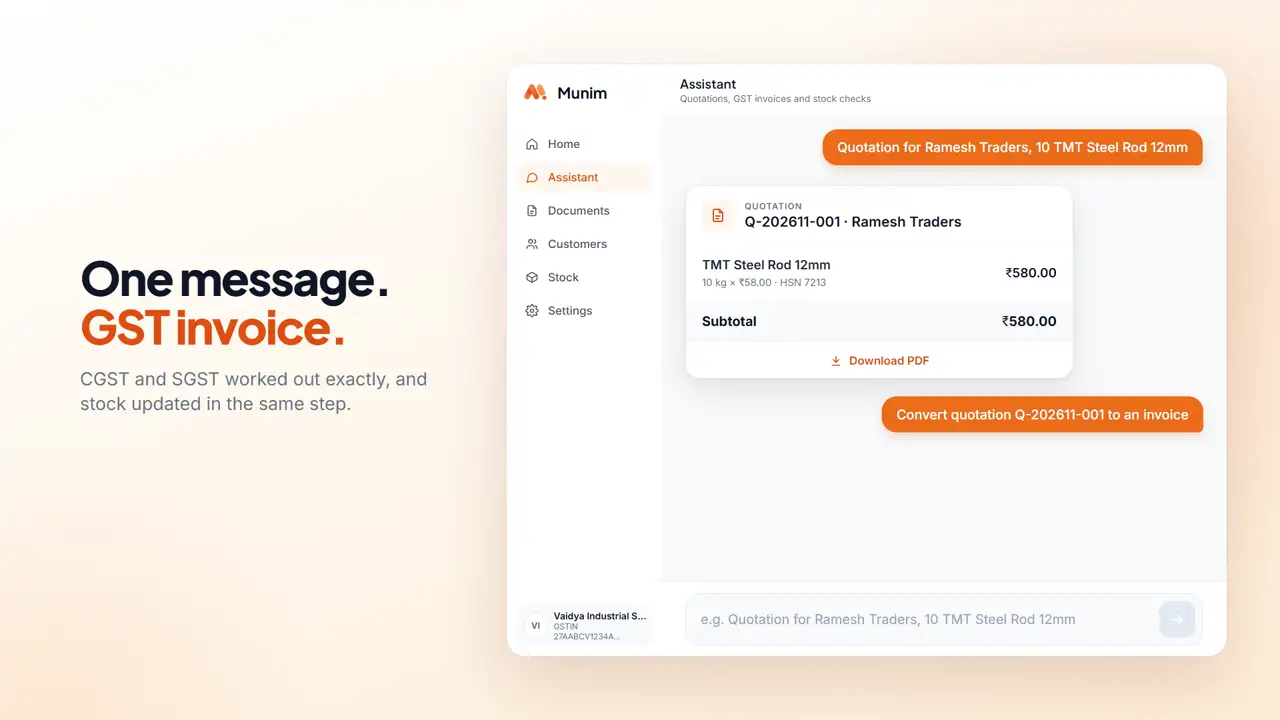 One message.
GST invoice.
CGST and SGST worked out exactly, and
stock updated in the same step.
Munim
Home
Assistant
Documents
Customers
Stock
Settings
VI
Vaidya Industrial S...
GSTIN
27AABCV1234A...
Assistant
Quotations, GST invoices and stock checks
Quotation for Ramesh Traders, 10 TMT Steel Rod 12mm
QUOTATION
Q-202611-001 · Ramesh Traders
TMT Steel Rod 12mm
₹580.00
10 kg × ₹58.00 · HSN 7213
Subtotal
₹580.00
Download PDF
Convert quotation Q-202611-001 to an invoice
e.g. Quotation for Ramesh Traders, 10 TMT Steel Rod 12mm